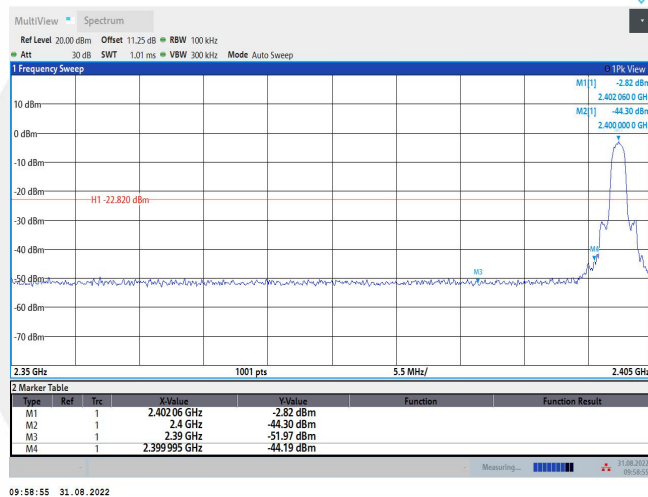 MultiView Spectrum
Ref Level 20.00 dBm Offset 11.25 dB RBW 100 kHz
Att 30 dB SWT 1.01 ms VBW 300 kHz Mode Auto Sweep
1 Frequency Sweep 1Pk View
M1[1] -2.82 dBm
2.402 060 0 GH
M2[1] -44.30 dBm
2.400 000 0 GH
10 dBm
0 dBm
-10 dBm
-20 dBm
H1 -22.820 dBm
-30 dBm
-40 dBm
M4
M3
-50 dBm
-60 dBm
-70 dBm
2.35 GHz 1001 pts 5.5 MHz/ 2.405 GH
2 Marker Table
Type Ref Trc X-Value Y-Value Function Function Result
M1 1 2.402 06 GHz -2.82 dBm
M2 1 2.4 GHz -44.30 dBm
M3 1 2.39 GHz -51.97 dBm
M4 1 2.399 995 GHz -44.19 dBm
Measuring... 31.08.2022
09:58:55
09:58:55 31.08.2022